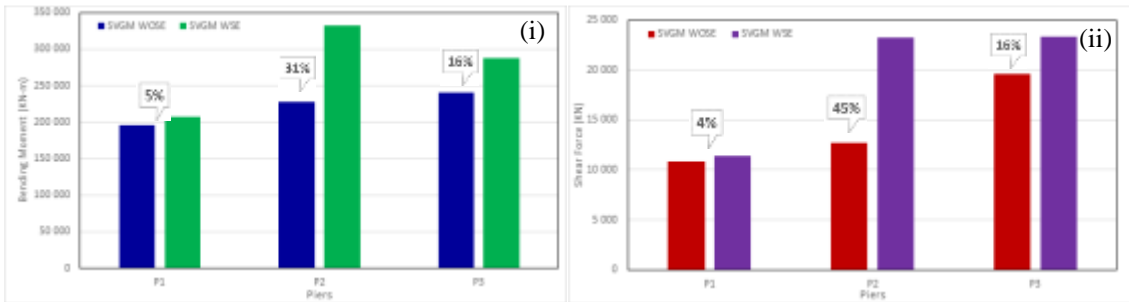 350 000
300 000
250 000
200 000
150 000
100 000
50 000
0
Bending Moment (KN-m)
SVGM WOSE
SVGM WSE
(i)
5%
31%
16%
P1
P2
P3
Piers
25 000
20 000
15 000
10 000
5 000
0
Shear Force (KN)
SVGM WOSE
SVGM WSE
(ii)
4%
45%
16%
P1
P2
P3
Piers